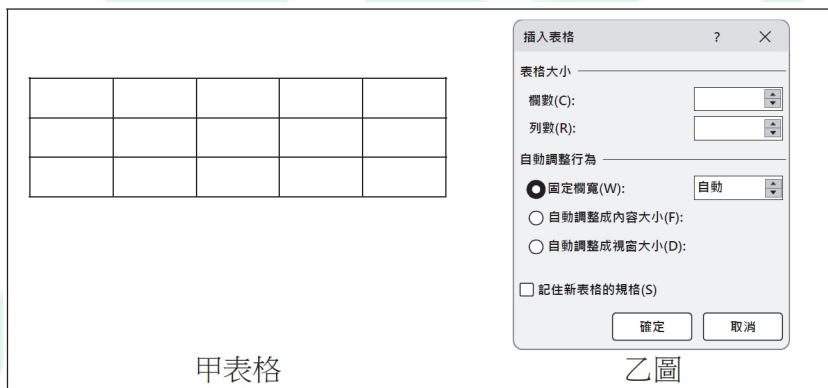 插入表格 ? ×
表格大小
欄數(C):
列數(R):
自動調整行為
固定欄寬(W): 自動
自動調整成內容大小(F):
自動調整成視窗大小(D):
記住新表格的規格(S)
確定 取消
甲表格 乙圖